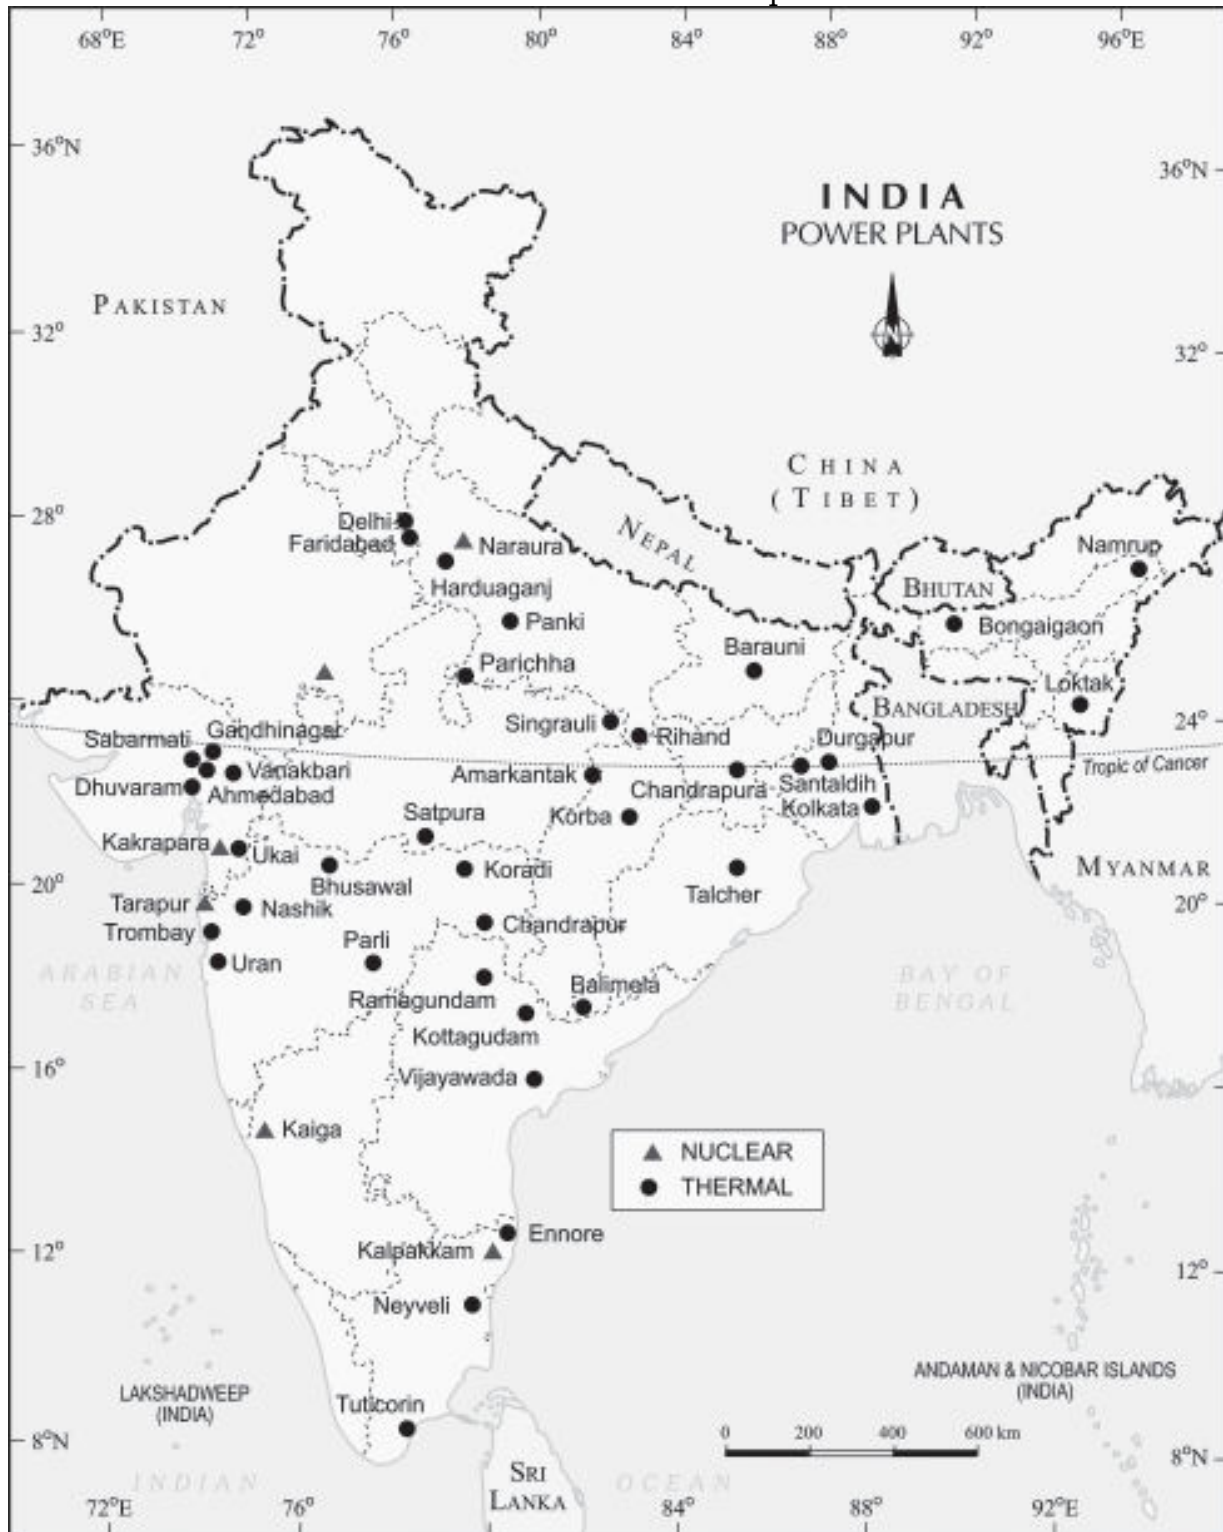 68°E 72° 76° 80° 84° 88° 92° 96°E
36°N
36°N
INDIA
POWER PLANTS
PAKISTAN
N
32°
32°
CHINA
(TIBET)
28°
Delhi
Faridabad
Naraura
NEPAL
Namrup
Harduaganj
BHUTAN
Panki
Bongaigaon
Barauni
Parichha
Loktak
Singrauli
BANGLADESH
24°
Gandhinagar
Sabarmati
Rihand
Durgapur
Vanakbari
Amarkantak
Tropic of Cancer
Dhuvaram
Ahmedabad
Chandrapura
Santaldih
Satpura
Korba
Kolkata
Kakrapara
Ukai
Koradi
MYANMAR
20°
Bhusawal
Talcher
20°
Tarapur
Nashik
Chandrapur
Trombay
Parli
Uran
ARABIAN
SEA
BAY OF
BENGAL
Ramagundam
Balimela
Kottagudam
16°
Vijayawada
Kaiga
NUCLEAR
THERMAL
Ennore
12°
Kalpakkam
12°
Neyveli
LAKSHADWEEP
(INDIA)
ANDAMAN & NICOBAR ISLANDS
(INDIA)
Tuticorin
0 200 400 600 km
8°N
8°N
SRI
LANKA
INDIAN OCEAN
72°E 76° 84° 88° 92°E